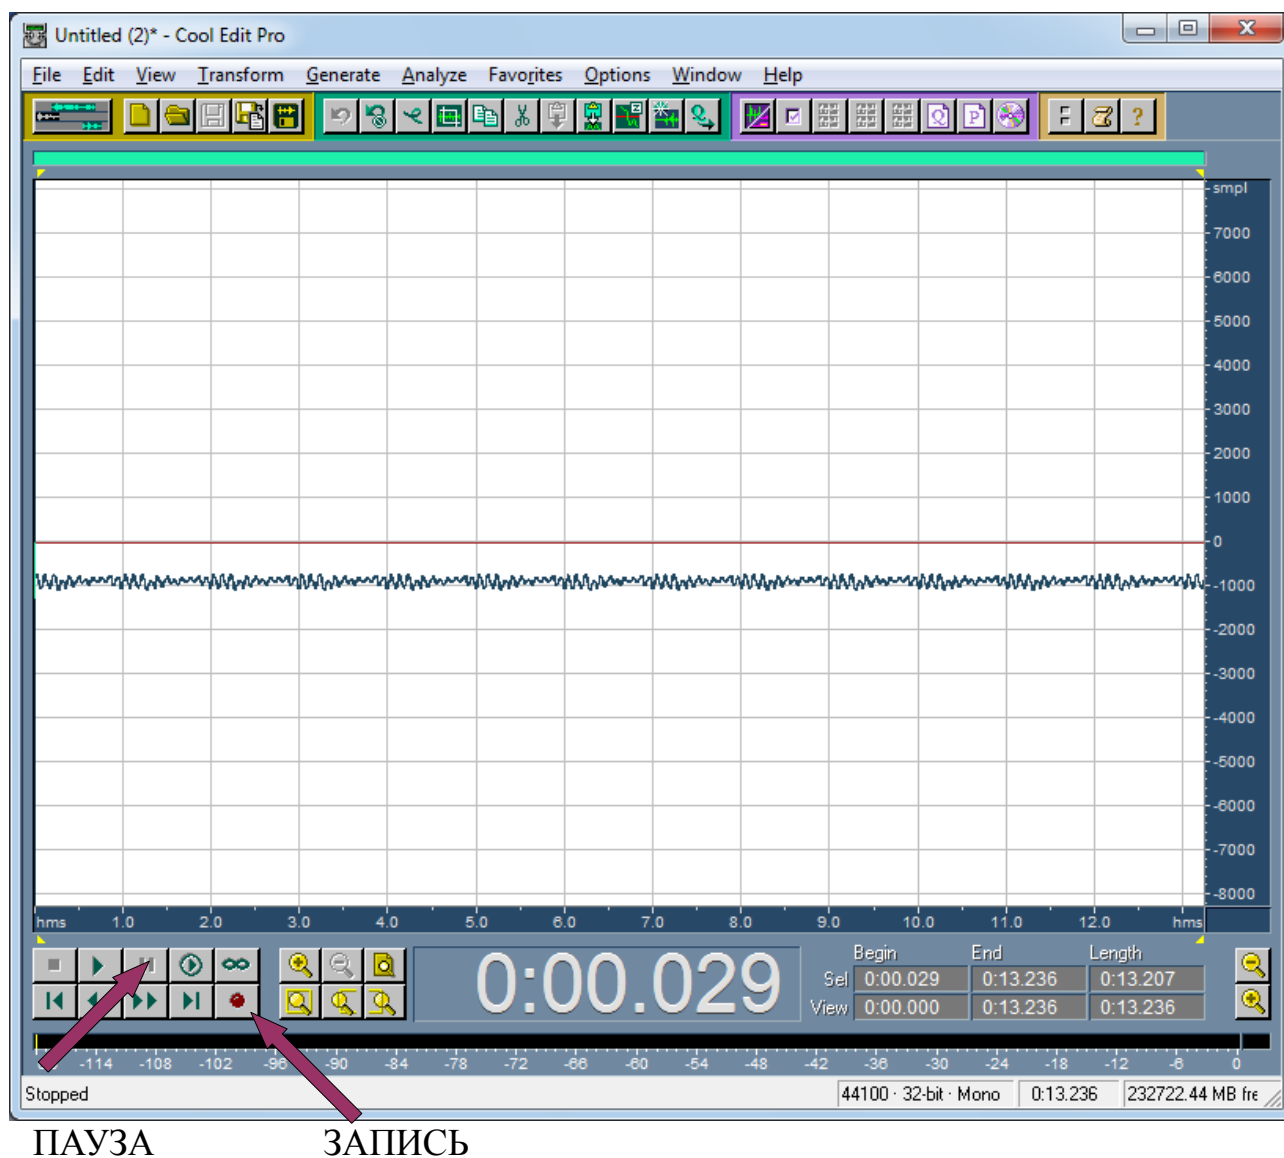 Untitled (2)* - Cool Edit Pro
File Edit View Transform Generate Analyze Favorites Options Window Help
smpl
7000
6000
5000
4000
3000
2000
1000
0
-1000
-2000
-3000
-4000
-5000
-6000
-7000
-8000
hms 1.0 2.0 3.0 4.0 5.0 6.0 7.0 8.0 9.0 10.0 11.0 12.0 hms
0:00.029
Begin End Length
Sel 0:00.029 0:13.236 0:13.207
View 0:00.000 0:13.236 0:13.236
-114 -108 -102 -96 -90 -84 -78 -72 -66 -60 -54 -48 -42 -36 -30 -24 -18 -12 -6 0
Stopped 44100 · 32-bit · Mono 0:13.236 232722.44 MB fre
ПАУЗА ЗАПИСЬ